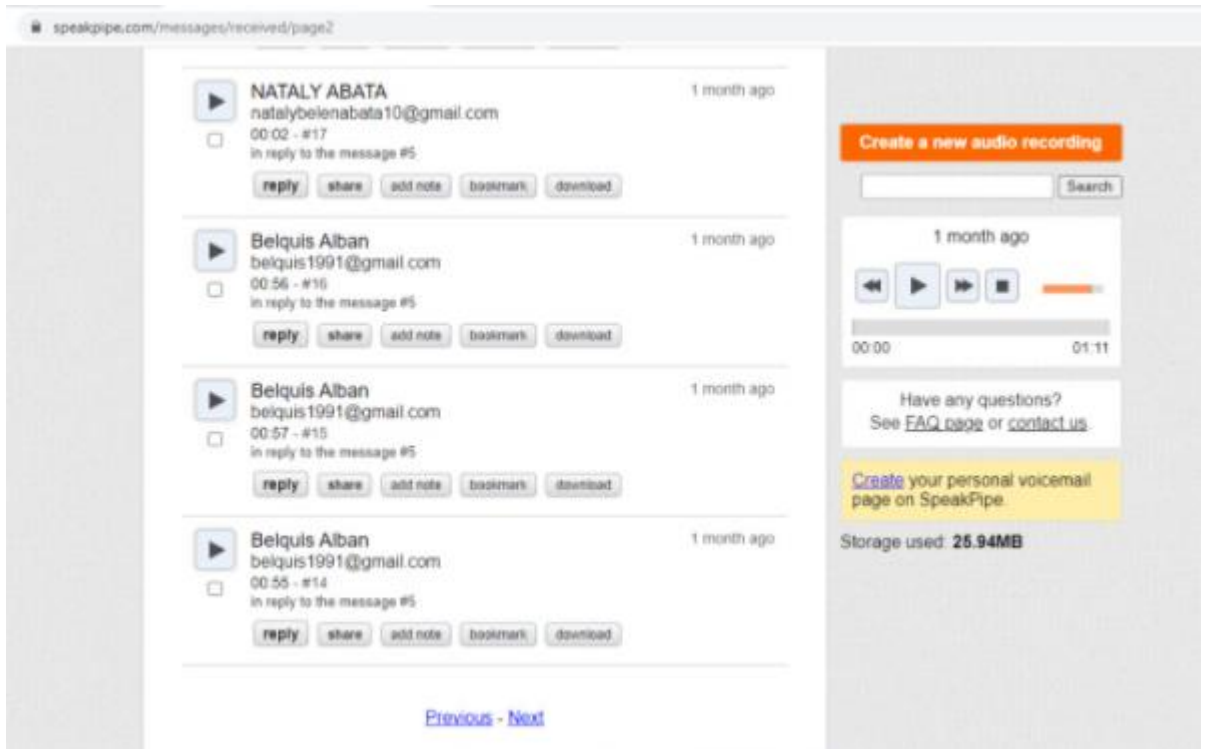 speakpipe.com/messages/received/page2
NATALY ABATA
1 month ago
natalybelenabata10@gmail.com
00:02 - #17
in reply to the message #5
reply share add note bookmark download
Belquis Alban
1 month ago
belquis1991@gmail.com
00:56 - #16
in reply to the message #5
reply share add note bookmark download
Belquis Alban
1 month ago
belquis1991@gmail.com
00:57 - #15
in reply to the message #5
reply share add note bookmark download
Belquis Alban
1 month ago
belquis1991@gmail.com
00:55 - #14
in reply to the message #5
reply share add note bookmark download
Previous - Next
Create a new audio recording
Search
1 month ago
00:00 01:11
Have any questions?
See FAQ page or contact us
Create your personal voicemail
page on SpeakPipe.
Storage used: 25.94MB